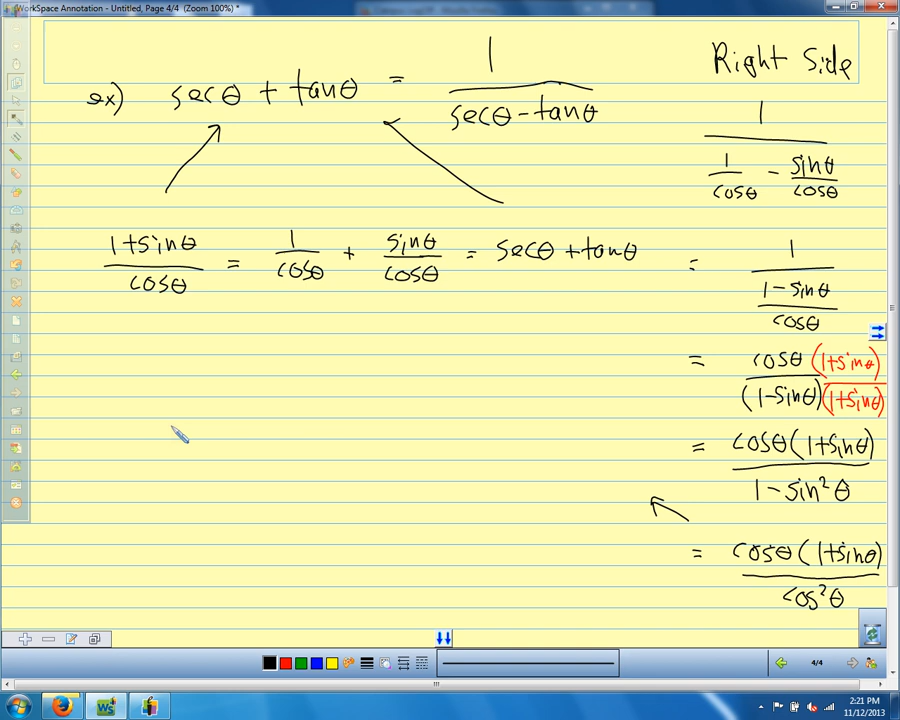 WorkSpace Annotation - Untitled, Page 4/4 (Zoom 100%) *
ex) secθ + tanθ = 1 / (secθ - tanθ)
(1+sinθ)/cosθ = 1/cosθ + sinθ/cosθ = secθ + tanθ
Right Side
1 / (1/cosθ - sinθ/cosθ)
= 1 / ((1-sinθ)/cosθ)
= cosθ (1+sinθ) / (1-sinθ)(1+sinθ)
= cosθ(1+sinθ) / 1 - sin²θ
= cosθ(1+sinθ) / cos²θ
4/4
2:21 PM
11/12/2013